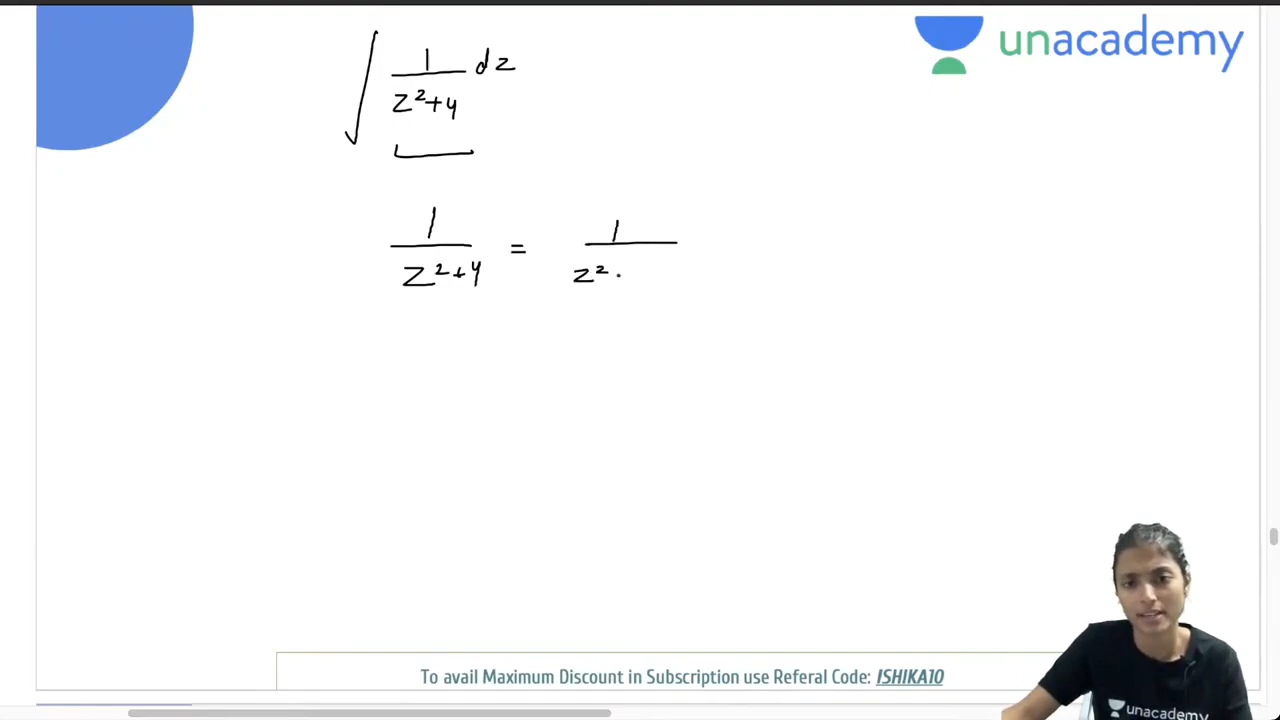 unacademy
∫ 1/(z²+4) dz
1/(z²+4) = 1/z²
To avail Maximum Discount in Subscription use Referal Code: ISHIKA10
unacademy